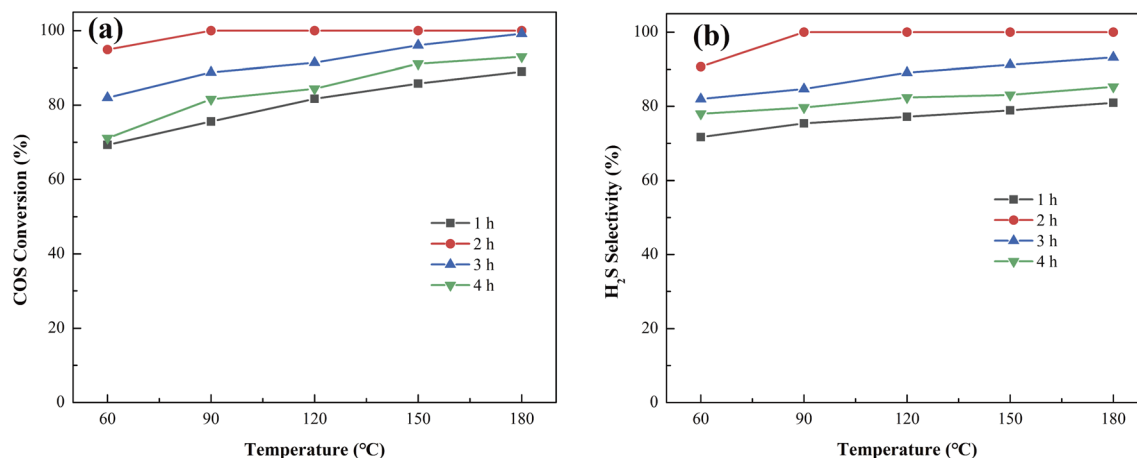 (a)
COS Conversion (%)
100
80
60
40
20
0
1 h
2 h
3 h
4 h
60 90 120 150 180
Temperature (℃)
(b)
H₂S Selectivity (%)
100
80
60
40
20
0
1 h
2 h
3 h
4 h
60 90 120 150 180
Temperature (℃)